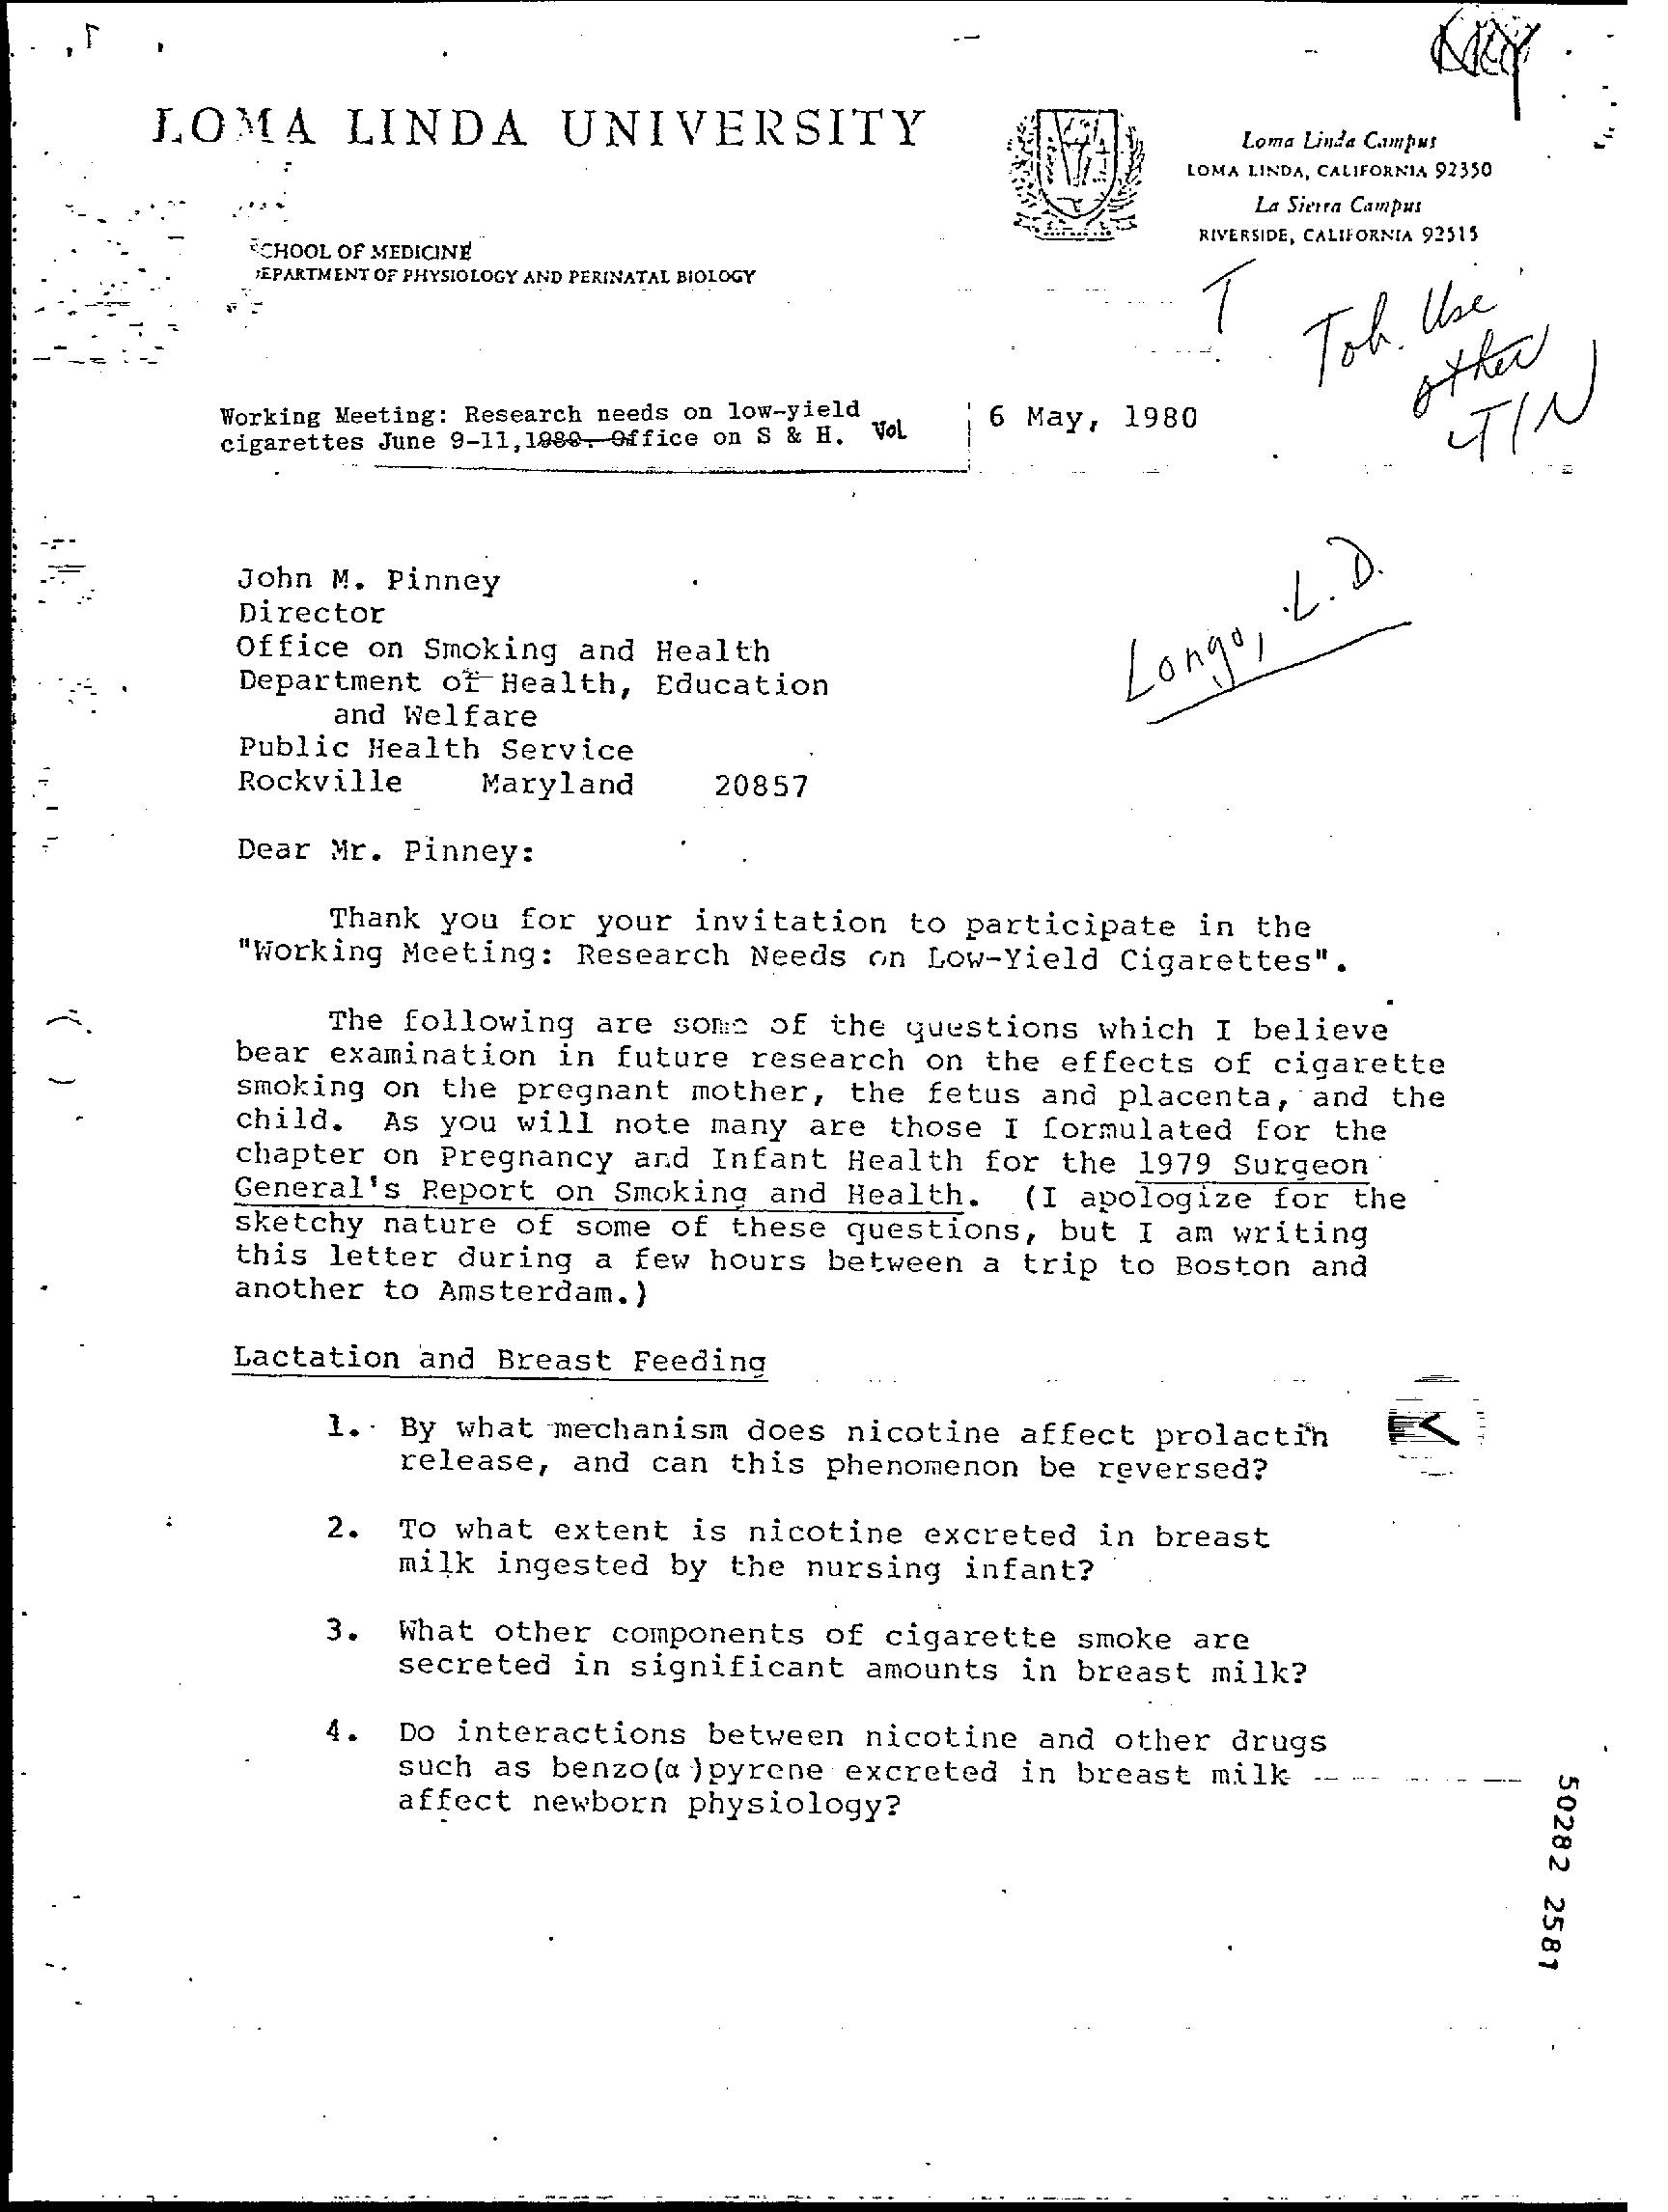 LOMA LINDA UNIVERSITY
Loma Linda Campus
LOMA LINDA, CALIFORNIA 92350
La Sierra Campus
RIVERSIDE, CALIFORNIA 92515
SCHOOL OF MEDICINE
DEPARTMENT OF PHYSIOLOGY AND PERINATAL BIOLOGY
T
Tob. Use
other
T/N
Working Meeting: Research needs on low-yield
cigarettes June 9-11,1980. Office on S & H. Vol
6 May, 1980
Longo, L.D.
John M. Pinney
Director
Office on Smoking and Health
Department of Health, Education
and Welfare
Public Health Service
Rockville Maryland 20857
Dear Mr. Pinney:
Thank you for your invitation to participate in the
"Working Meeting: Research Needs on Low-Yield Cigarettes".
The following are some of the questions which I believe
bear examination in future research on the effects of cigarette
smoking on the pregnant mother, the fetus and placenta, and the
child. As you will note many are those I formulated for the
chapter on Pregnancy and Infant Health for the 1979 Surgeon
General's Report on Smoking and Health. (I apologize for the
sketchy nature of some of these questions, but I am writing
this letter during a few hours between a trip to Boston and
another to Amsterdam.)
Lactation and Breast Feeding
1. By what mechanism does nicotine affect prolactin
release, and can this phenomenon be reversed?
2. To what extent is nicotine excreted in breast
milk ingested by the nursing infant?
3. What other components of cigarette smoke are
secreted in significant amounts in breast milk?
4. Do interactions between nicotine and other drugs
such as benzo(α)pyrene excreted in breast milk
affect newborn physiology?
50282 2581